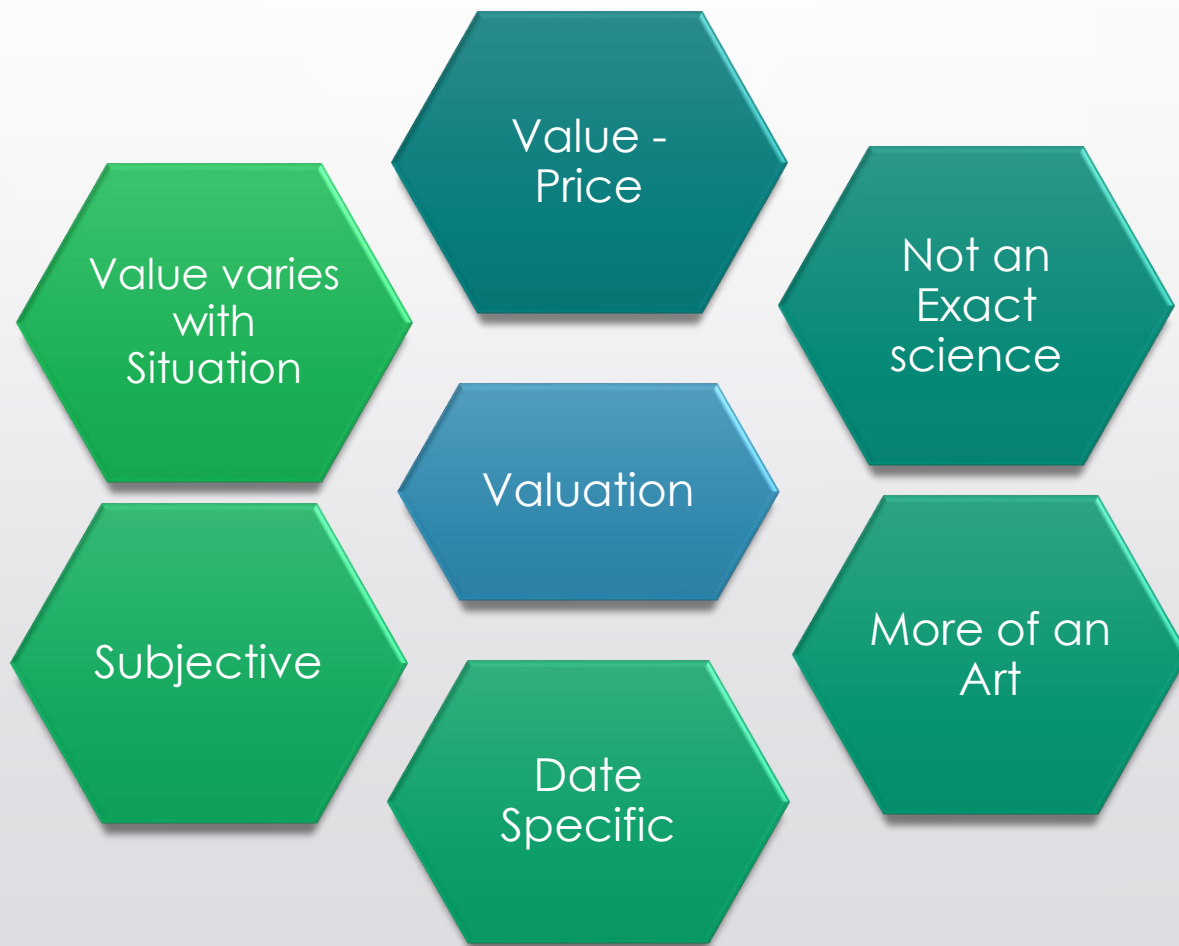 Value -
Price
Not an
Exact
science
More of an
Art
Date
Specific
Subjective
Value varies
with
Situation
Valuation